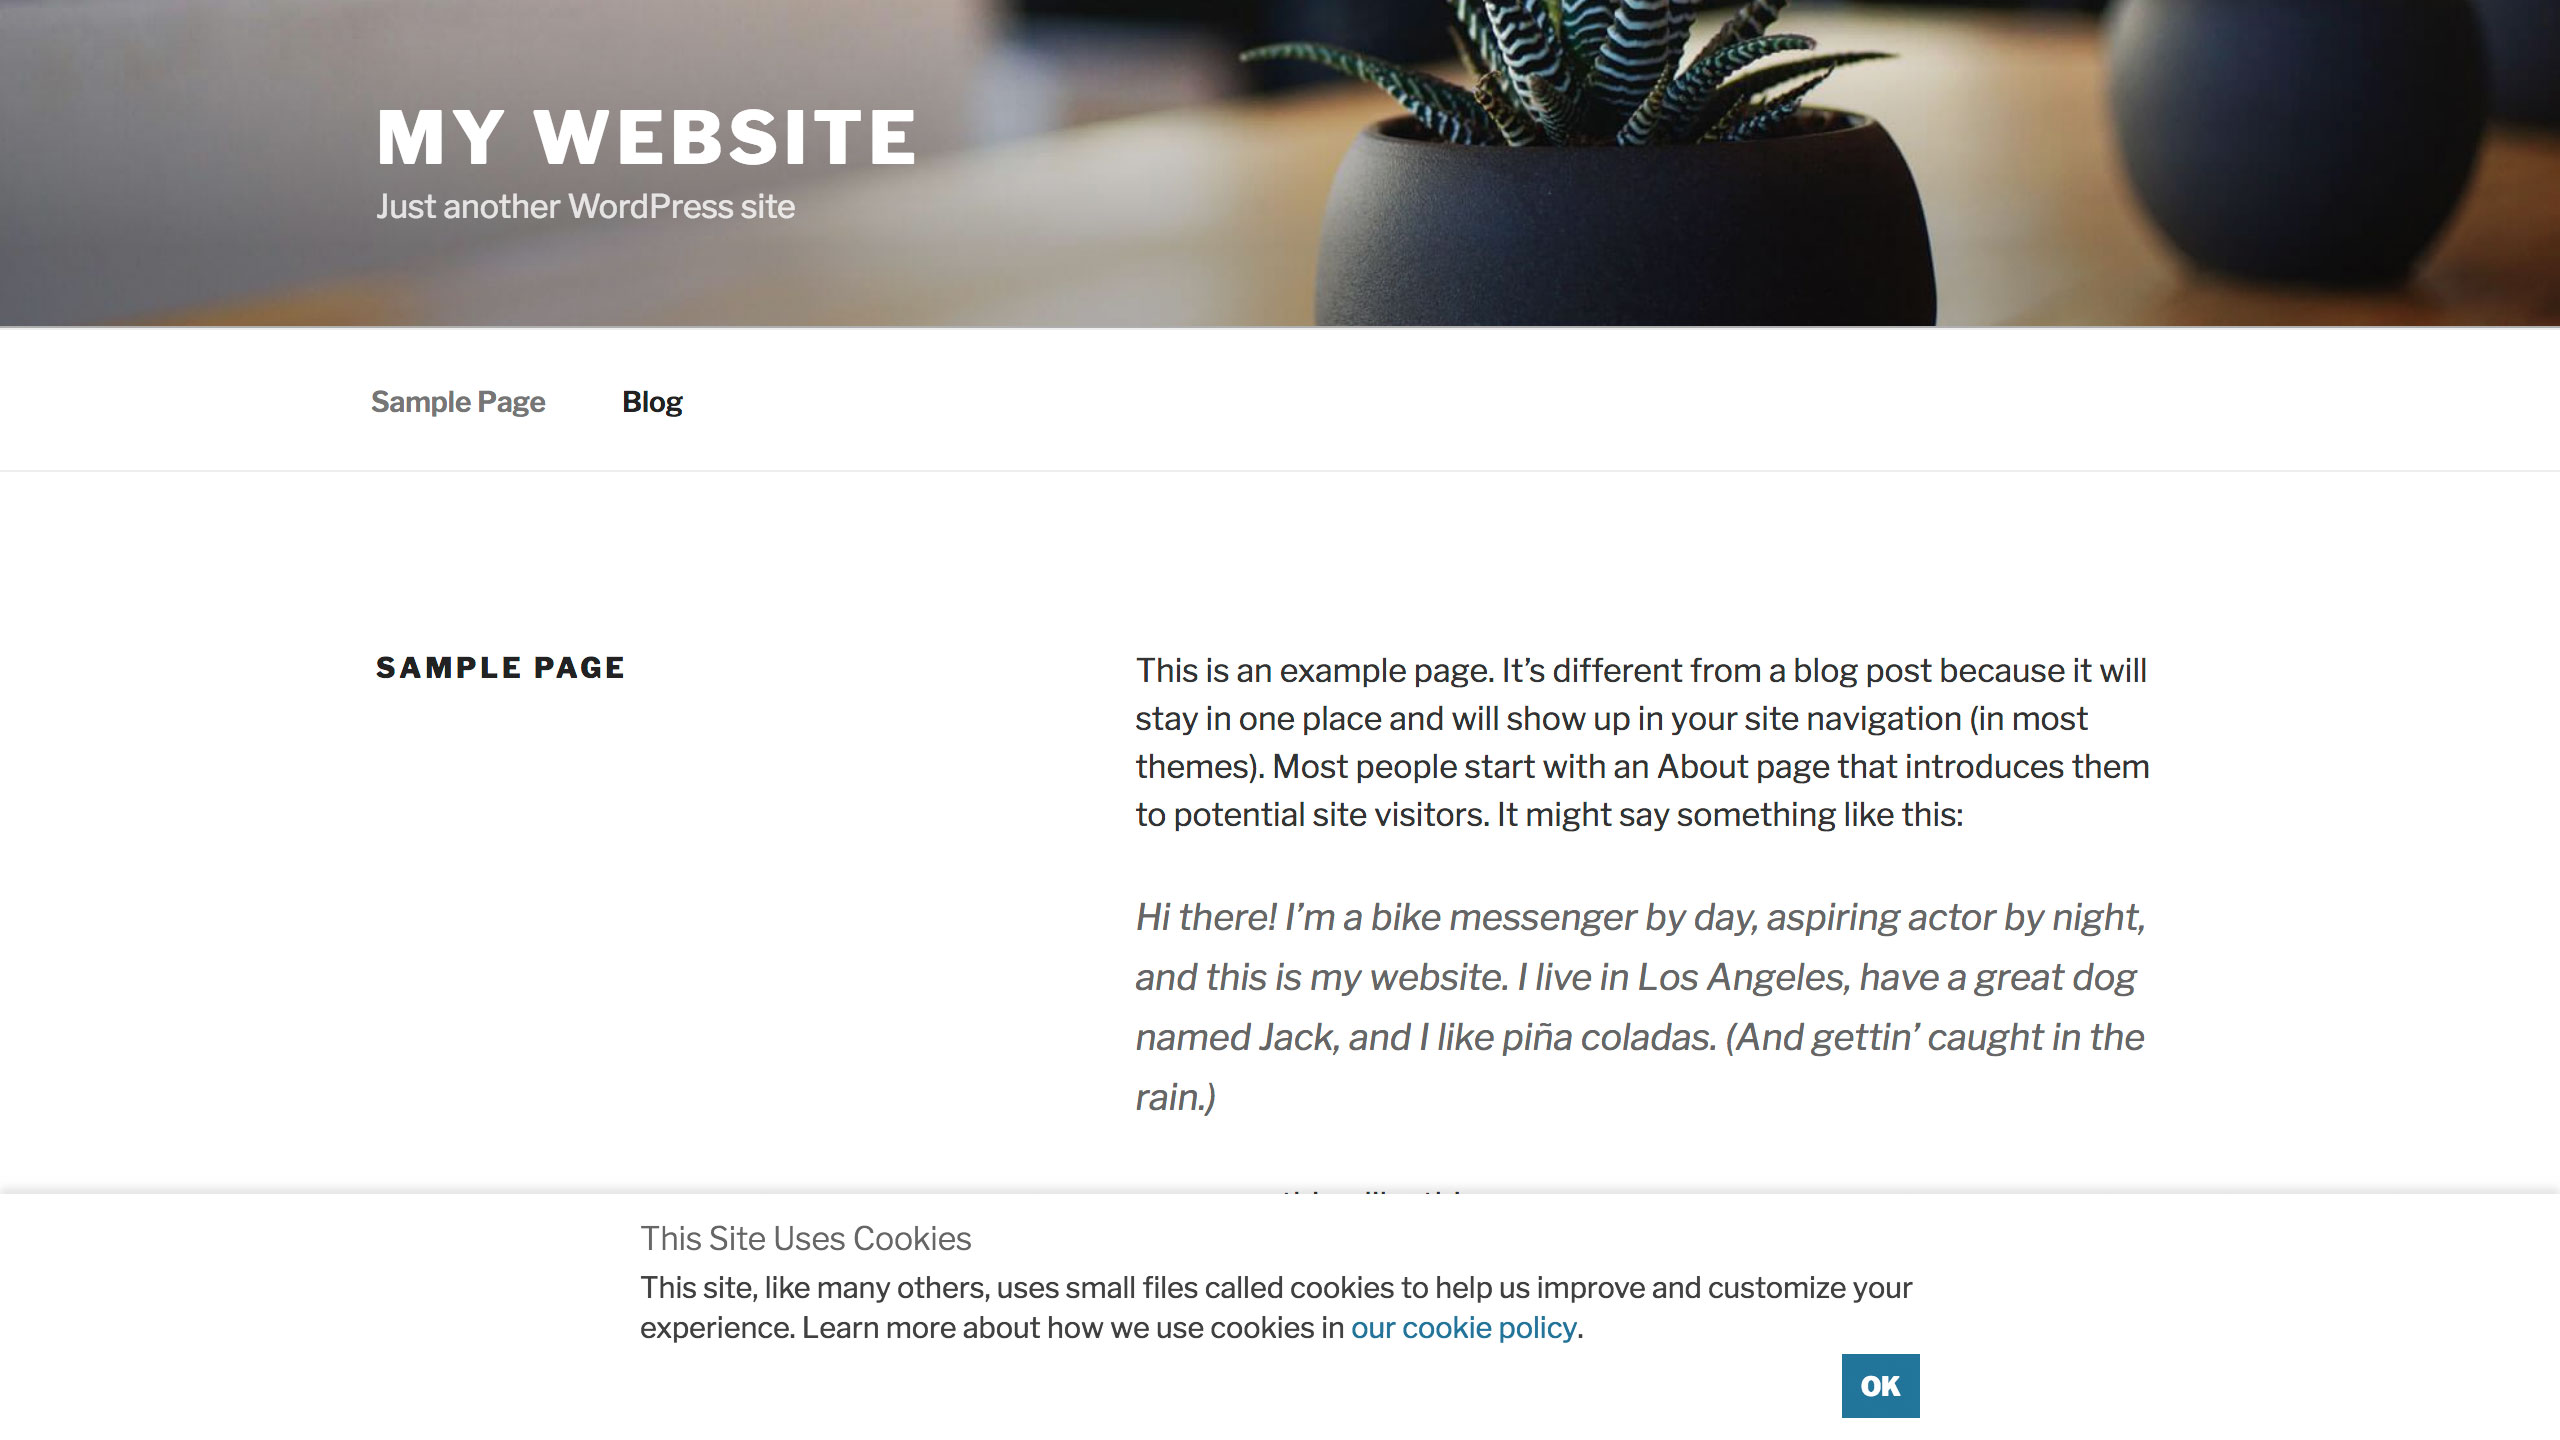 MY WEBSITE
Just another WordPress site
Sample Page
Blog
SAMPLE PAGE
This is an example page. It’s different from a blog post because it will
stay in one place and will show up in your site navigation (in most
themes). Most people start with an About page that introduces them
to potential site visitors. It might say something like this:
Hi there! I’m a bike messenger by day, aspiring actor by night,
and this is my website. I live in Los Angeles, have a great dog
named Jack, and I like piña coladas. (And gettin’ caught in the
rain.)
This Site Uses Cookies
This site, like many others, uses small files called cookies to help us improve and customize your
experience. Learn more about how we use cookies in our cookie policy.
OK